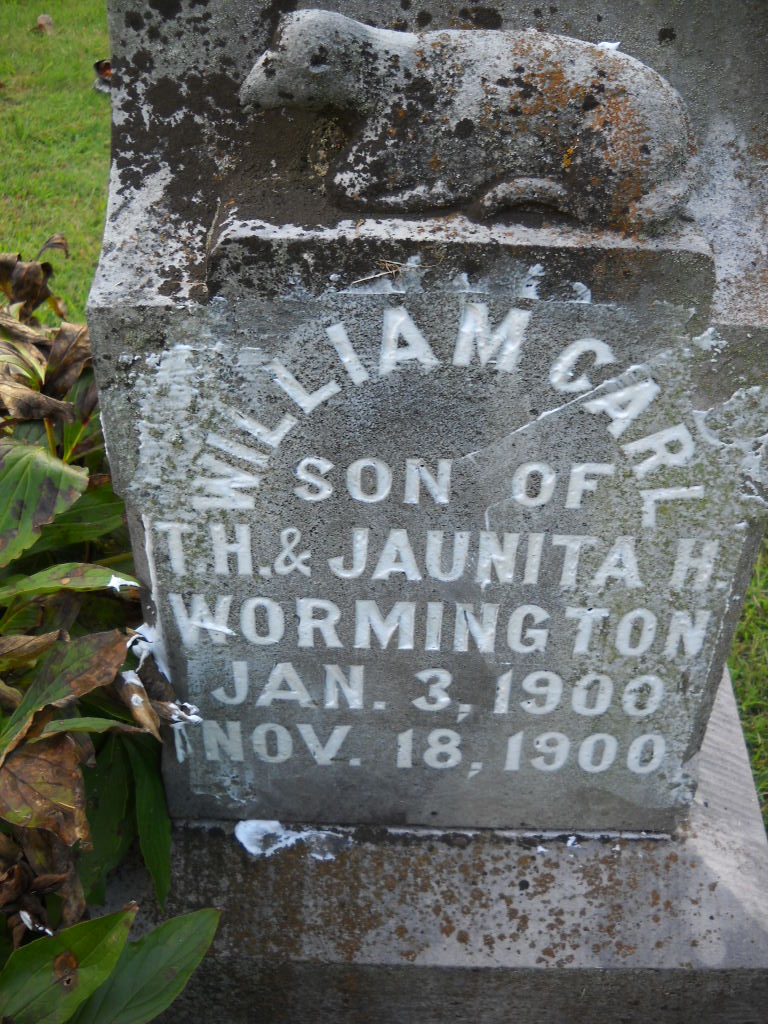 WILLIAM CARL
SON OF
T.H. & JAUNITA H.
WORMINGTON
JAN. 3, 1900
NOV. 18, 1900